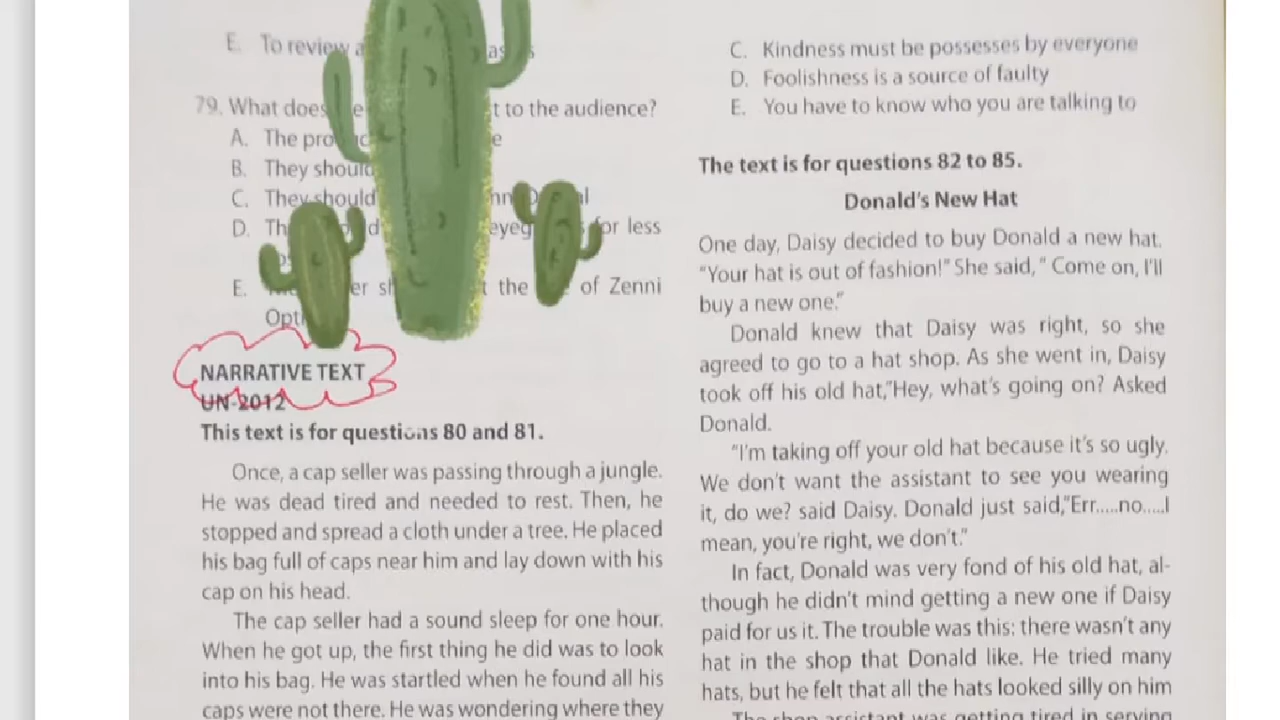 E. To review a as s
79. What does e t to the audience?
A. The pro e
B. They should
C. They should
D. Th d eyeg for less
E. er sh t the of Zenni
Opti
NARRATIVE TEXT
UN-2012
This text is for questions 80 and 81.
Once, a cap seller was passing through a jungle.
He was dead tired and needed to rest. Then, he
stopped and spread a cloth under a tree. He placed
his bag full of caps near him and lay down with his
cap on his head.
The cap seller had a sound sleep for one hour.
When he got up, the first thing he did was to look
into his bag. He was startled when he found all his
caps were not there. He was wondering where they
C. Kindness must be possesses by everyone
D. Foolishness is a source of faulty
E. You have to know who you are talking to
The text is for questions 82 to 85.
Donald's New Hat
One day, Daisy decided to buy Donald a new hat.
"Your hat is out of fashion!" She said, " Come on, I'll
buy a new one."
Donald knew that Daisy was right, so she
agreed to go to a hat shop. As she went in, Daisy
took off his old hat,"Hey, what's going on? Asked
Donald.
"I'm taking off your old hat because it's so ugly.
We don't want the assistant to see you wearing
it, do we? said Daisy. Donald just said,"Err.....no.....I
mean, you're right, we don't."
In fact, Donald was very fond of his old hat, al-
though he didn't mind getting a new one if Daisy
paid for us it. The trouble was this: there wasn't any
hat in the shop that Donald like. He tried many
hats, but he felt that all the hats looked silly on him
The shop assistant was getting tired in serving